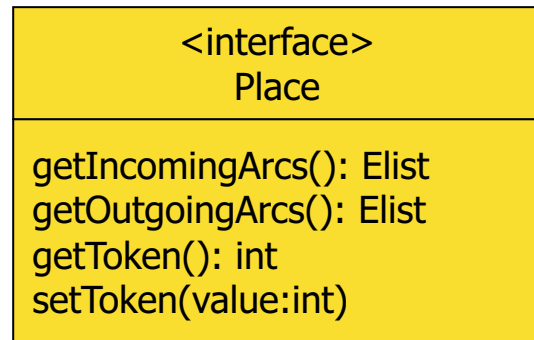 <interface>
Place
getIncomingArcs(): Elist
getOutgoingArcs(): Elist
getToken(): int
setToken(value:int)